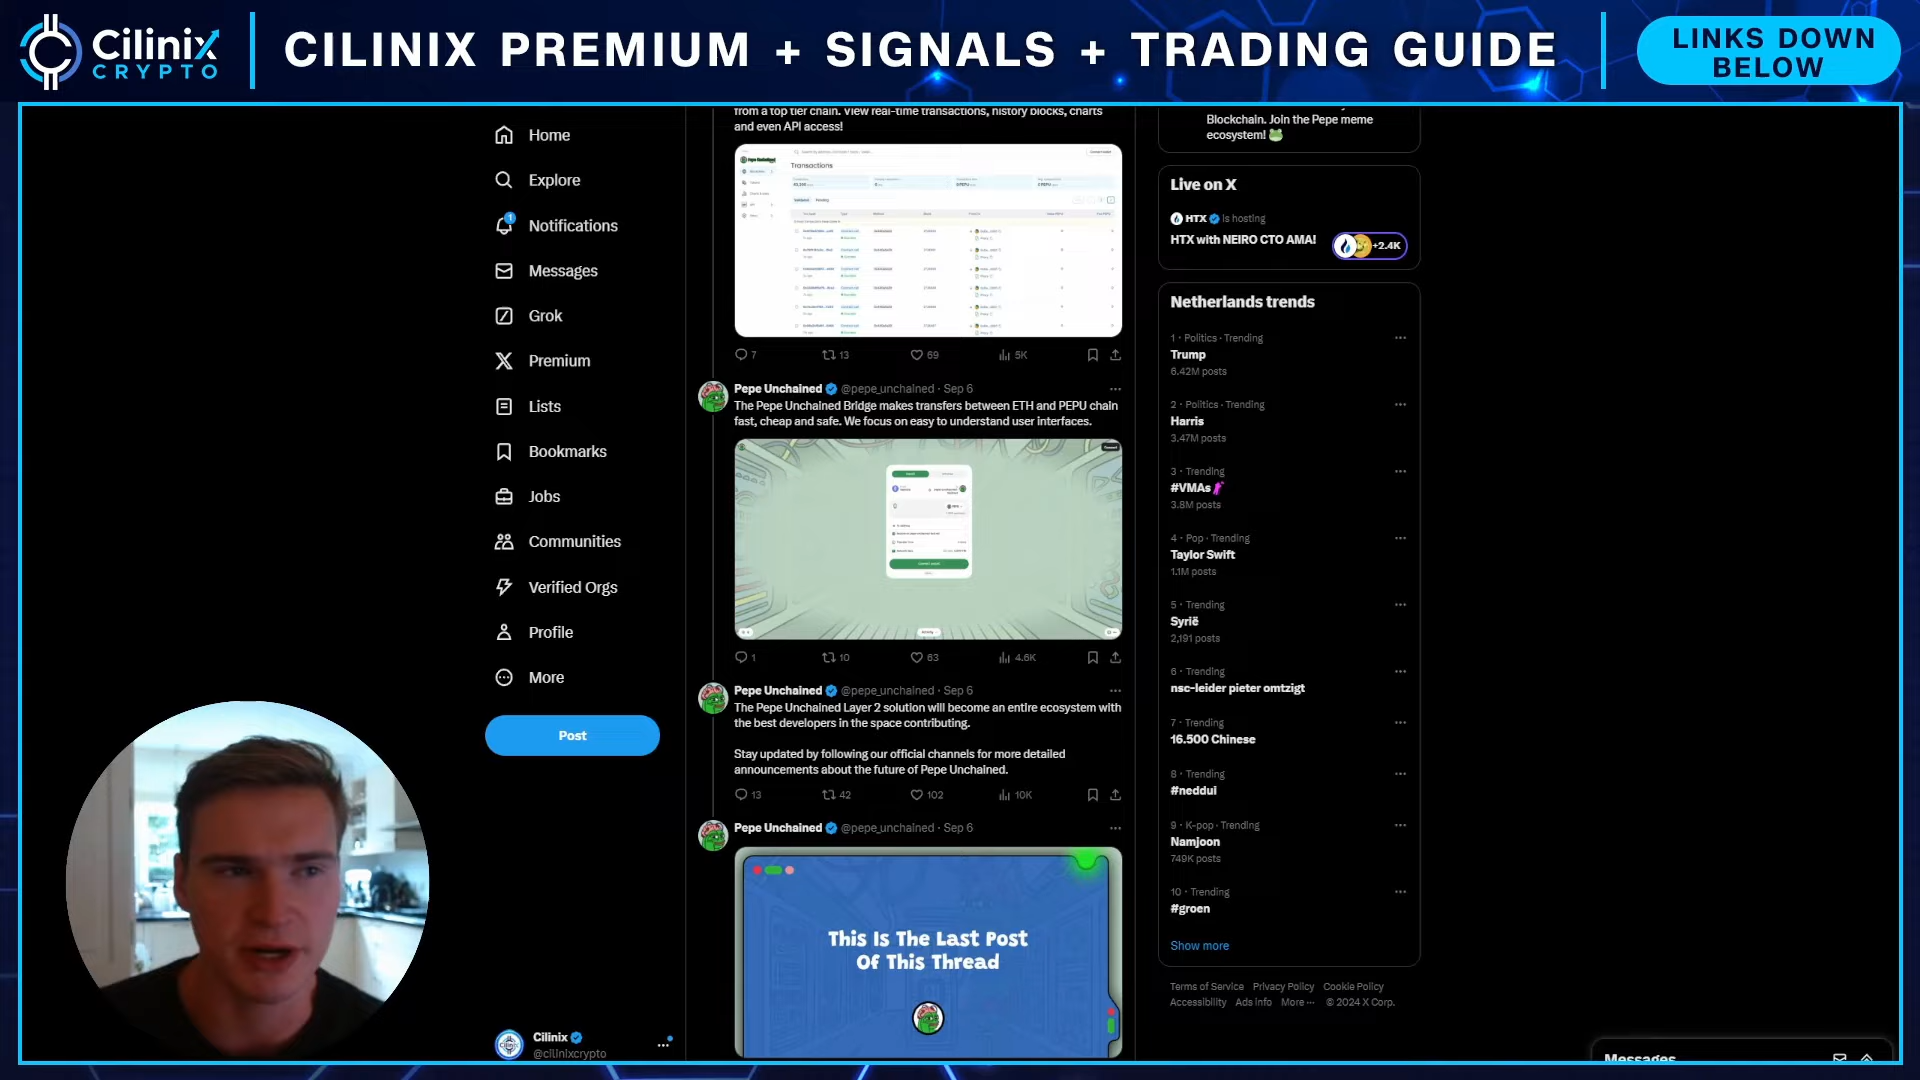 Cilinix
CRYPTO
CILINIX PREMIUM + SIGNALS + TRADING GUIDE
LINKS DOWN
BELOW
Home
Explore
1
Notifications
Messages
Grok
Premium
Lists
Bookmarks
Jobs
Communities
Verified Orgs
Profile
More
Post
Cilinix
@cilinixcrypto
from a top tier chain. View real-time transactions, history blocks, charts
and even API access!
Pepe Unchained
Transactions
7 13 69 5K
Pepe Unchained @pepe_unchained · Sep 6
The Pepe Unchained Bridge makes transfers between ETH and PEPU chain
fast, cheap and safe. We focus on easy to understand user interfaces.
1 10 63 4.6K
Pepe Unchained @pepe_unchained · Sep 6
The Pepe Unchained Layer 2 solution will become an entire ecosystem with
the best developers in the space contributing.
Stay updated by following our official channels for more detailed
announcements about the future of Pepe Unchained.
13 42 102 10K
Pepe Unchained @pepe_unchained · Sep 6
This Is The Last Post
Of This Thread
Blockchain. Join the Pepe meme
ecosystem!
Live on X
HTX is hosting
HTX with NEIRO CTO AMA!
+2.4K
Netherlands trends
1 · Politics · Trending
Trump
6.42M posts
2 · Politics · Trending
Harris
3.47M posts
3 · Trending
#VMAs
3.8M posts
4 · Pop · Trending
Taylor Swift
1.1M posts
5 · Trending
Syrië
2,191 posts
6 · Trending
nsc-leider pieter omtzigt
7 · Trending
16.500 Chinese
8 · Trending
#neddui
9 · K-pop · Trending
Namjoon
749K posts
10 · Trending
#groen
Show more
Terms of Service Privacy Policy Cookie Policy
Accessibility Ads info More ··· © 2024 X Corp.
Messages